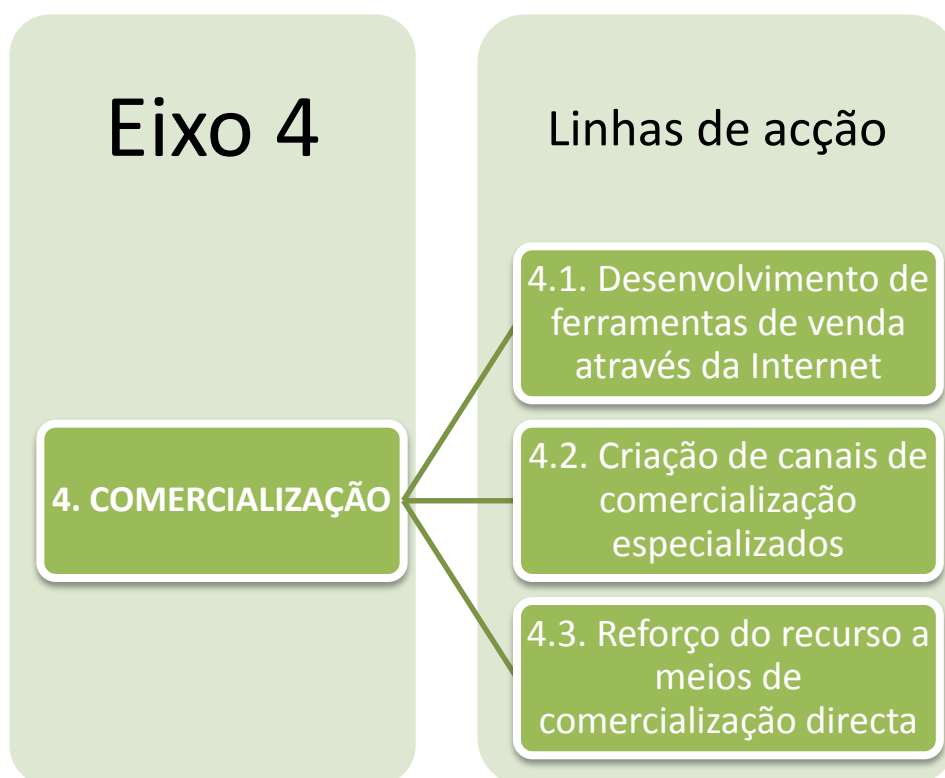 Eixo 4
Linhas de acção
4. COMERCIALIZAÇÃO
4.1. Desenvolvimento de
ferramentas de venda
através da Internet
4.2. Criação de canais de
comercialização
especializados
4.3. Reforço do recurso a
meios de
comercialização directa